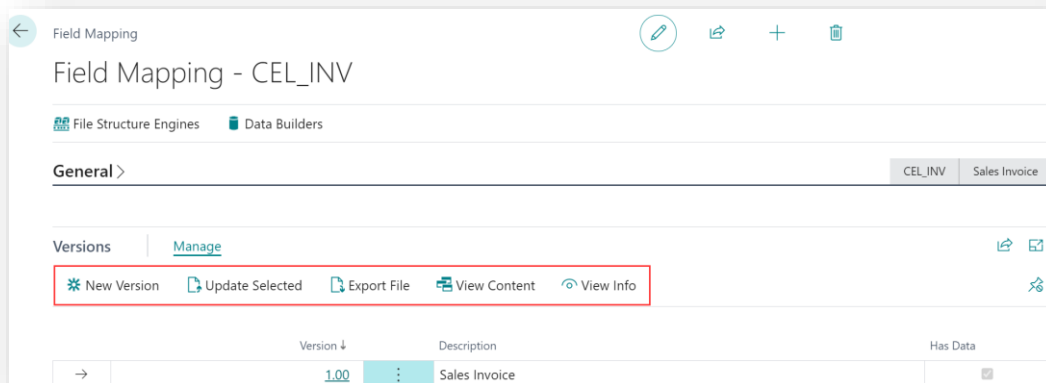 Field Mapping
Field Mapping - CEL_INV
File Structure Engines Data Builders
General
CEL_INV Sales Invoice
Versions Manage
New Version Update Selected Export File View Content View Info
Version ↓ Description Has Data
1.00 Sales Invoice